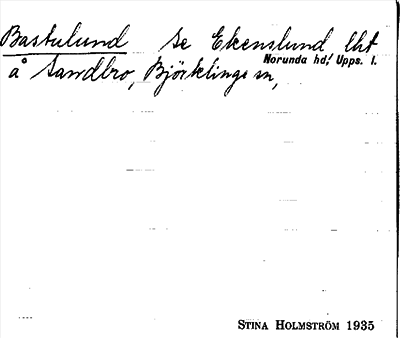 Bastulund se Ekenslund lht
Norunda hd! Upps. l.
å Sandbro, Björklinge sn,
STINA HOLMSTRÖM 1935